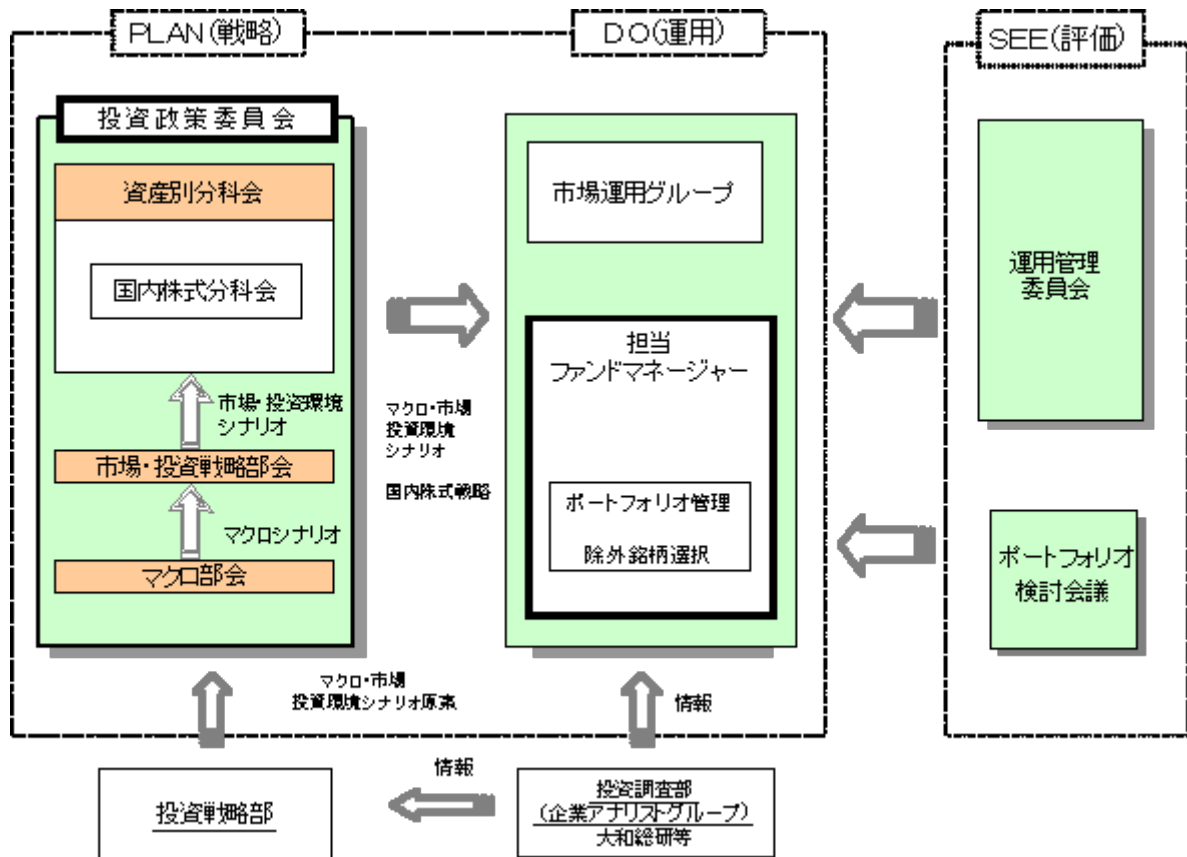 PLAN(戦略)
DO(運用)
SEE(評価)
投資政策委員会
資産別分科会
国内株式分科会
市場・投資環境
シナリオ
市場・投資戦略部会
マクロシナリオ
マクロ部会
マクロ・市場
投資環境
シナリオ
国内株式戦略
市場運用グループ
担当
ファンドマネージャー
ポートフォリオ管理
除外銘柄選択
運用管理
委員会
ポートフォリオ
検討会議
マクロ・市場
投資環境シナリオ原案
情報
投資戦略部
情報
投資調査部
(企業アナリストグループ)
大和総研等